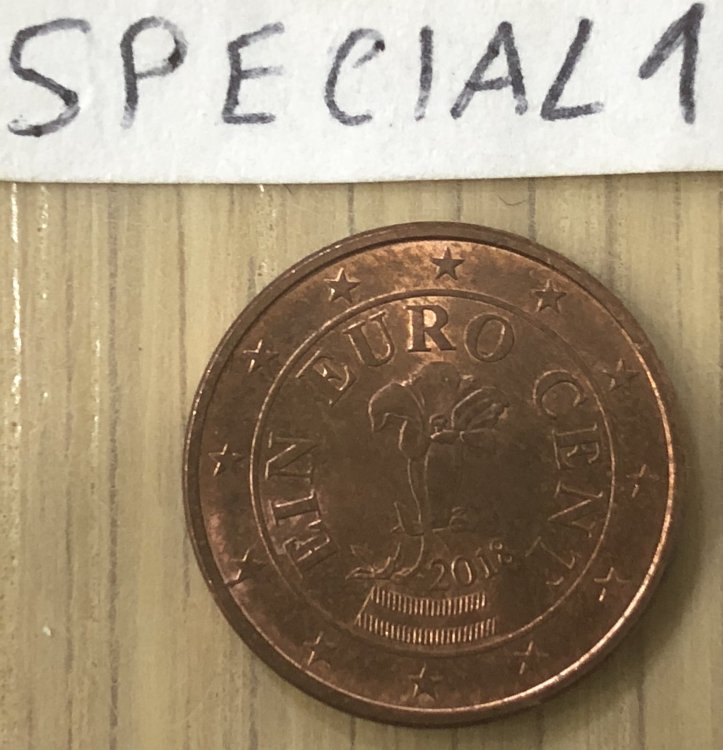 SPECIAL1
EIN EURO CENT
2018